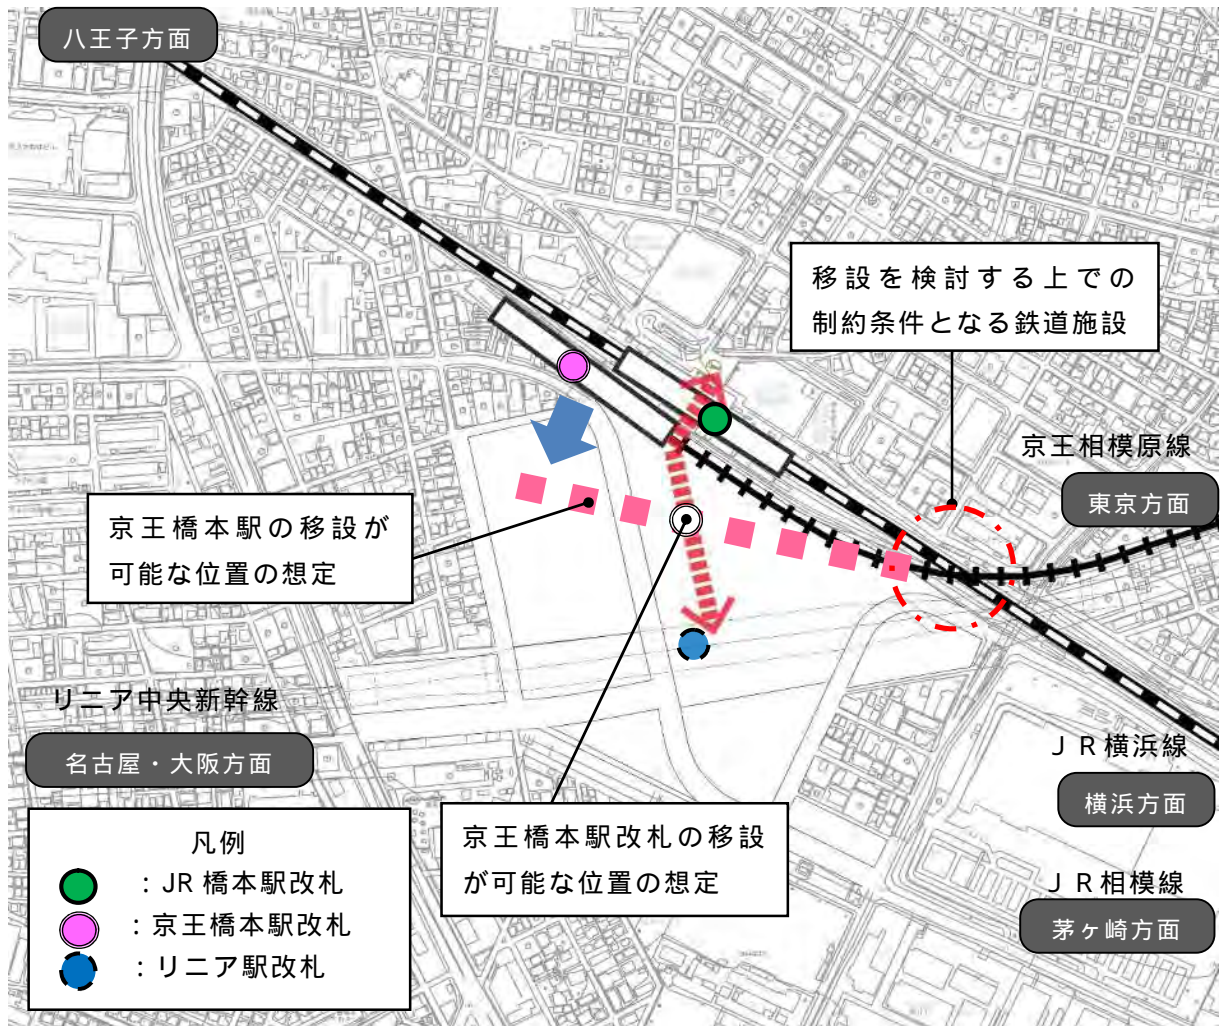 八王子方面
移設を検討する上での
制約条件となる鉄道施設
京王相模原線
東京方面
京王橋本駅の移設が
可能な位置の想定
リニア中央新幹線
名古屋・大阪方面
JR横浜線
横浜方面
京王橋本駅改札の移設
が可能な位置の想定
JR相模線
茅ヶ崎方面
凡例
：JR橋本駅改札
：京王橋本駅改札
：リニア駅改札